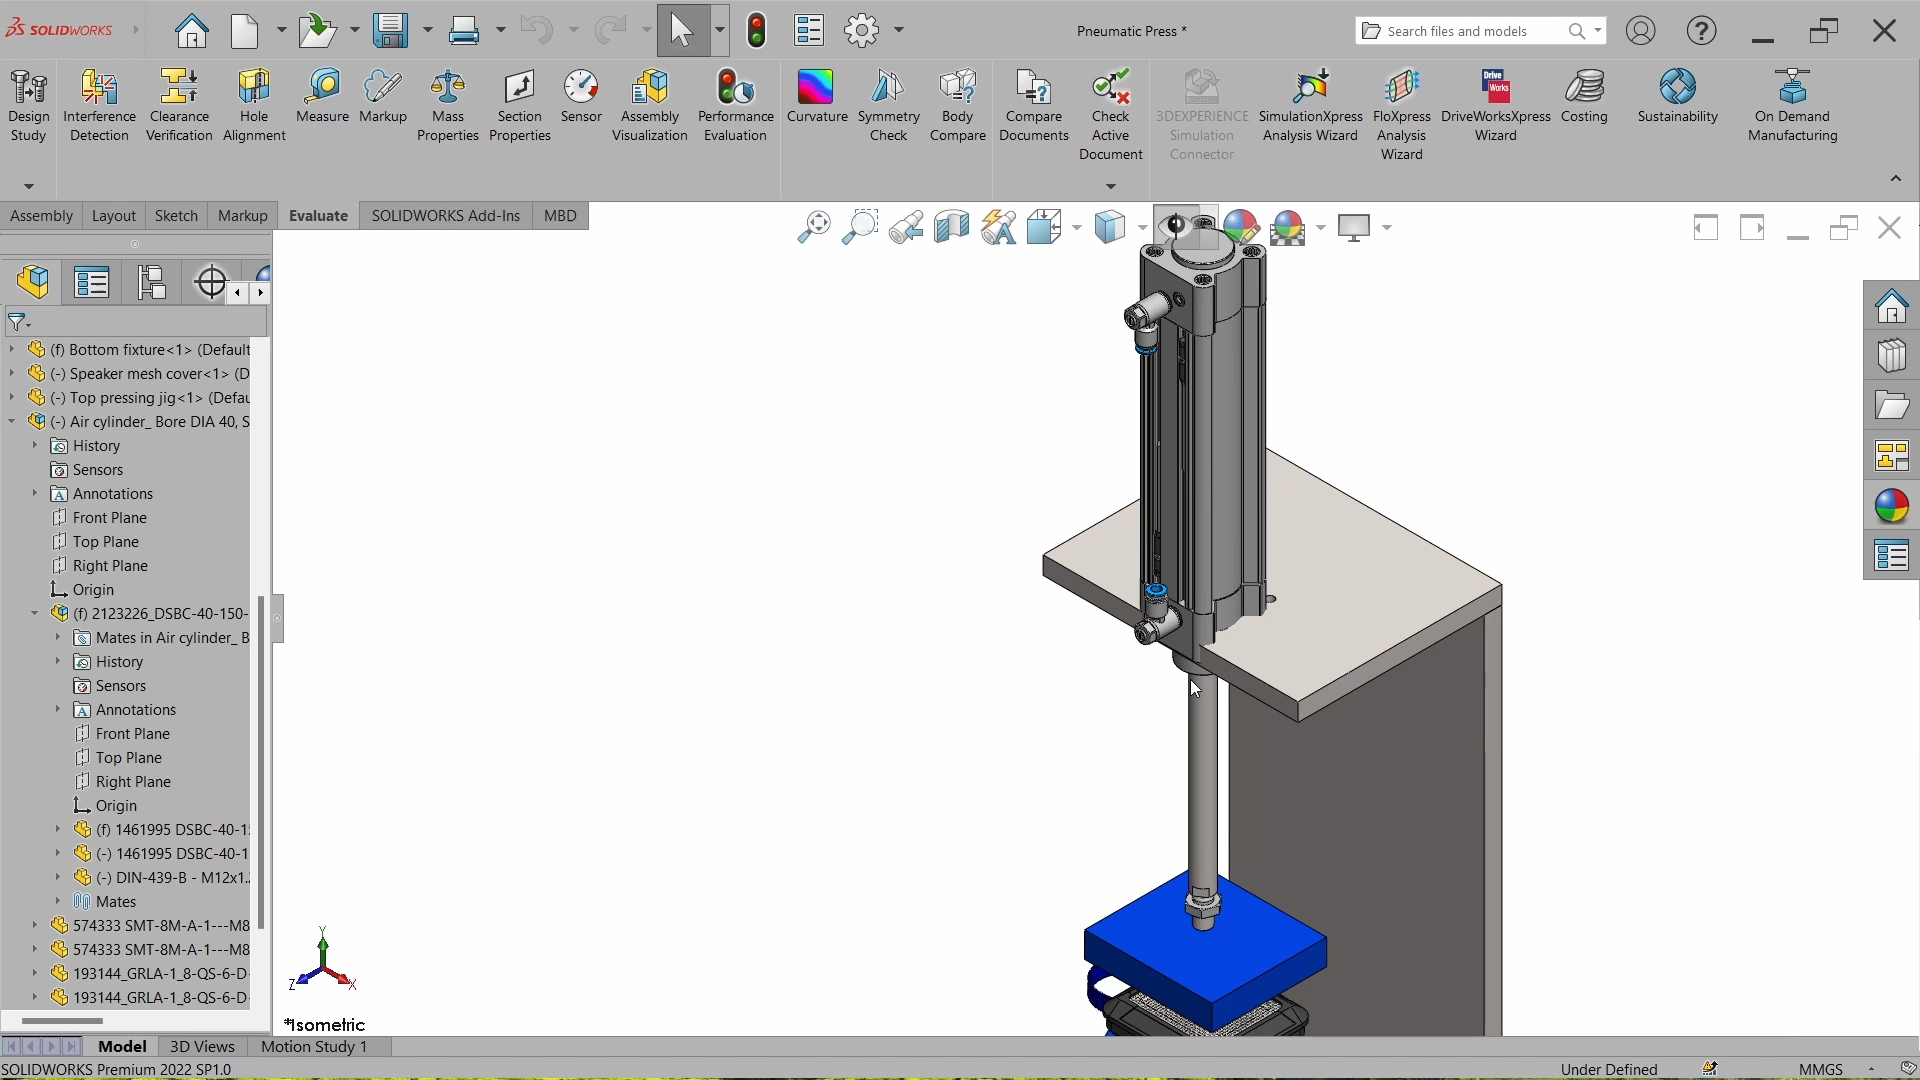 SOLIDWORKS
Pneumatic Press *
Search files and models
Design Study
Interference Detection
Clearance Verification
Hole Alignment
Measure
Markup
Mass Properties
Section Properties
Sensor
Assembly Visualization
Performance Evaluation
Curvature
Symmetry Check
Body Compare
Compare Documents
Check Active Document
3DEXPERIENCE Simulation Connector
SimulationXpress Analysis Wizard
FloXpress Analysis Wizard
Drive Works
DriveWorksXpress Wizard
Costing
Sustainability
On Demand Manufacturing
Assembly
Layout
Sketch
Markup
Evaluate
SOLIDWORKS Add-Ins
MBD
(f) Bottom fixture<1> (Default
(-) Speaker mesh cover<1> (D
(-) Top pressing jig<1> (Defau
(-) Air cylinder_ Bore DIA 40, S
History
Sensors
Annotations
Front Plane
Top Plane
Right Plane
Origin
(f) 2123226_DSBC-40-150-
Mates in Air cylinder_ B
History
Sensors
Annotations
Front Plane
Top Plane
Right Plane
Origin
(f) 1461995 DSBC-40-1
(-) 1461995 DSBC-40-1
(-) DIN-439-B - M12x1.
Mates
574333 SMT-8M-A-1---M8
574333 SMT-8M-A-1---M8
193144_GRLA-1_8-QS-6-D
193144_GRLA-1_8-QS-6-D
Y
Z
X
*Isometric
Model
3D Views
Motion Study 1
SOLIDWORKS Premium 2022 SP1.0
Under Defined
MMGS